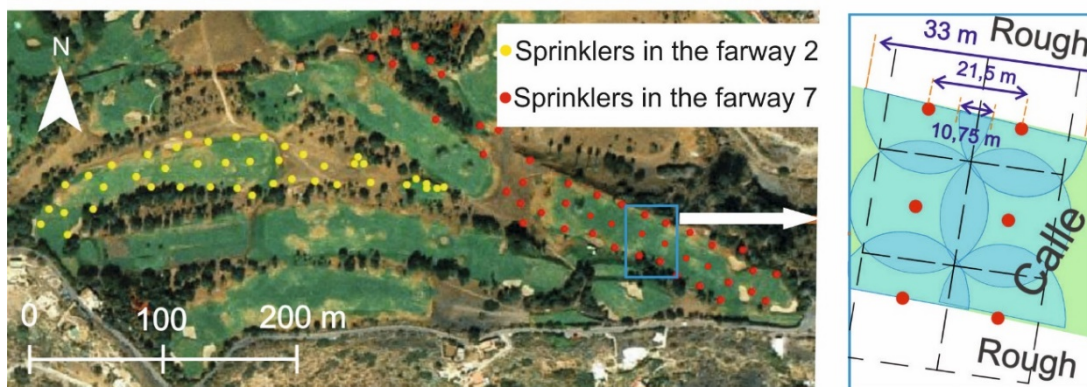 N
Sprinklers in the farway 2
Sprinklers in the farway 7
0
100
200 m
Rough
33 m
21,5 m
10,75 m
Calle
Rough